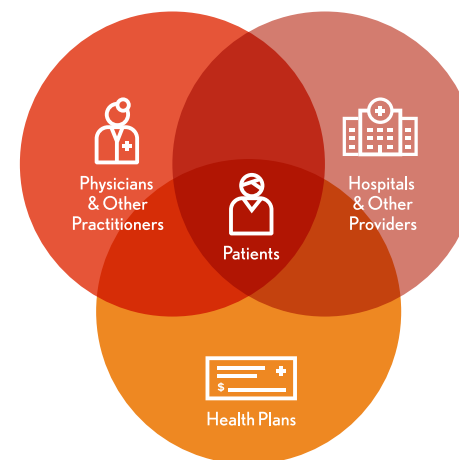 Physicians
& Other
Practitioners
Hospitals
& Other
Providers
Patients
$
Health Plans